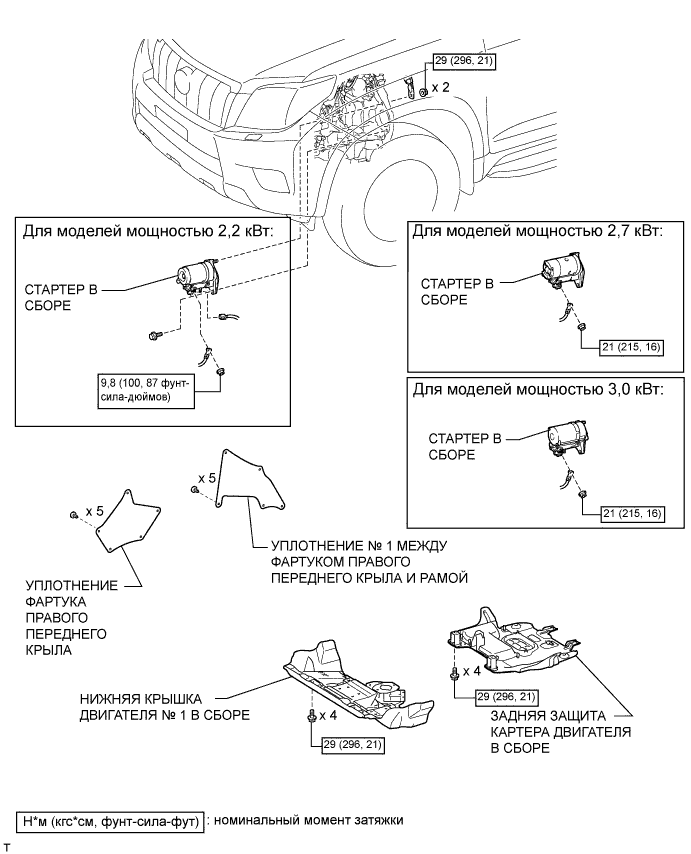 29 (296, 21)
x 2
Для моделей мощностью 2,2 кВт:
СТАРТЕР В
СБОРЕ
9,8 (100, 87 фунт-
сила-дюймов)
Для моделей мощностью 2,7 кВт:
СТАРТЕР В
СБОРЕ
21 (215, 16)
Для моделей мощностью 3,0 кВт:
СТАРТЕР В
СБОРЕ
21 (215, 16)
x 5
x 5
УПЛОТНЕНИЕ № 1 МЕЖДУ
ФАРТУКОМ ПРАВОГО
ПЕРЕДНЕГО КРЫЛА И РАМОЙ
УПЛОТНЕНИЕ
ФАРТУКА
ПРАВОГО
ПЕРЕДНЕГО
КРЫЛА
x 4
29 (296, 21)
НИЖНЯЯ КРЫШКА
ДВИГАТЕЛЯ № 1 В СБОРЕ
x 4
29 (296, 21)
ЗАДНЯЯ ЗАЩИТА
КАРТЕРА ДВИГАТЕЛЯ
В СБОРЕ
Н*м (кгс*см, фунт-сила-фут) : номинальный момент затяжки
T